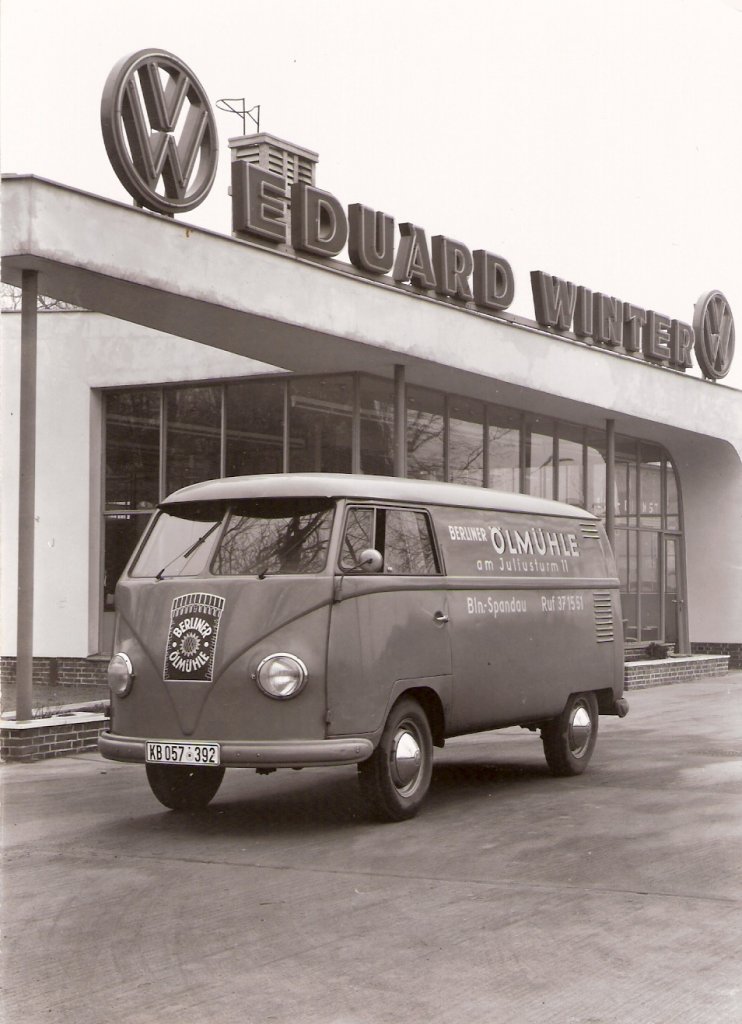 VW EDUARD WINTER VW
BERLINER ÖLMÜHLE
am Juliusturm 11
Bln.-Spandau Ruf 37 15 51
BERLINER
ÖLMÜHLE
KB 057·392